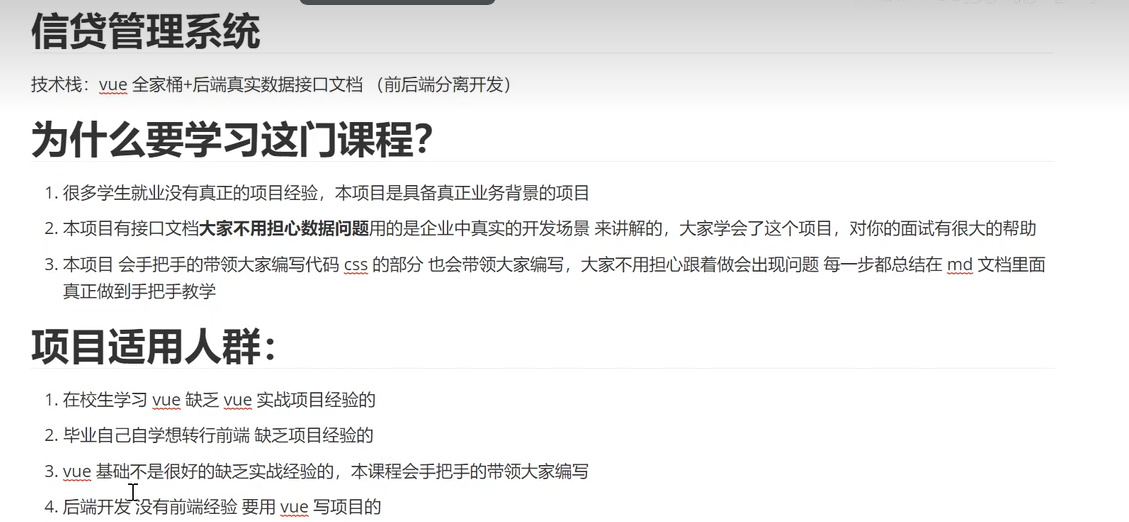 信贷管理系统
技术栈：vue 全家桶+后端真实数据接口文档 （前后端分离开发）
为什么要学习这门课程？
1. 很多学生就业没有真正的项目经验，本项目是具备真正业务背景的项目
2. 本项目有接口文档大家不用担心数据问题用的是企业中真实的开发场景 来讲解的，大家学会了这个项目，对你的面试有很大的帮助
3. 本项目 会手把手的带领大家编写代码 css 的部分 也会带领大家编写，大家不用担心跟着做会出现问题 每一步都总结在 md 文档里面
真正做到手把手教学
项目适用人群：
1. 在校生学习 vue 缺乏 vue 实战项目经验的
2. 毕业自己自学想转行前端 缺乏项目经验的
3. vue 基础不是很好的缺乏实战经验的，本课程会手把手的带领大家编写
4. 后端开发 没有前端经验 要用 vue 写项目的